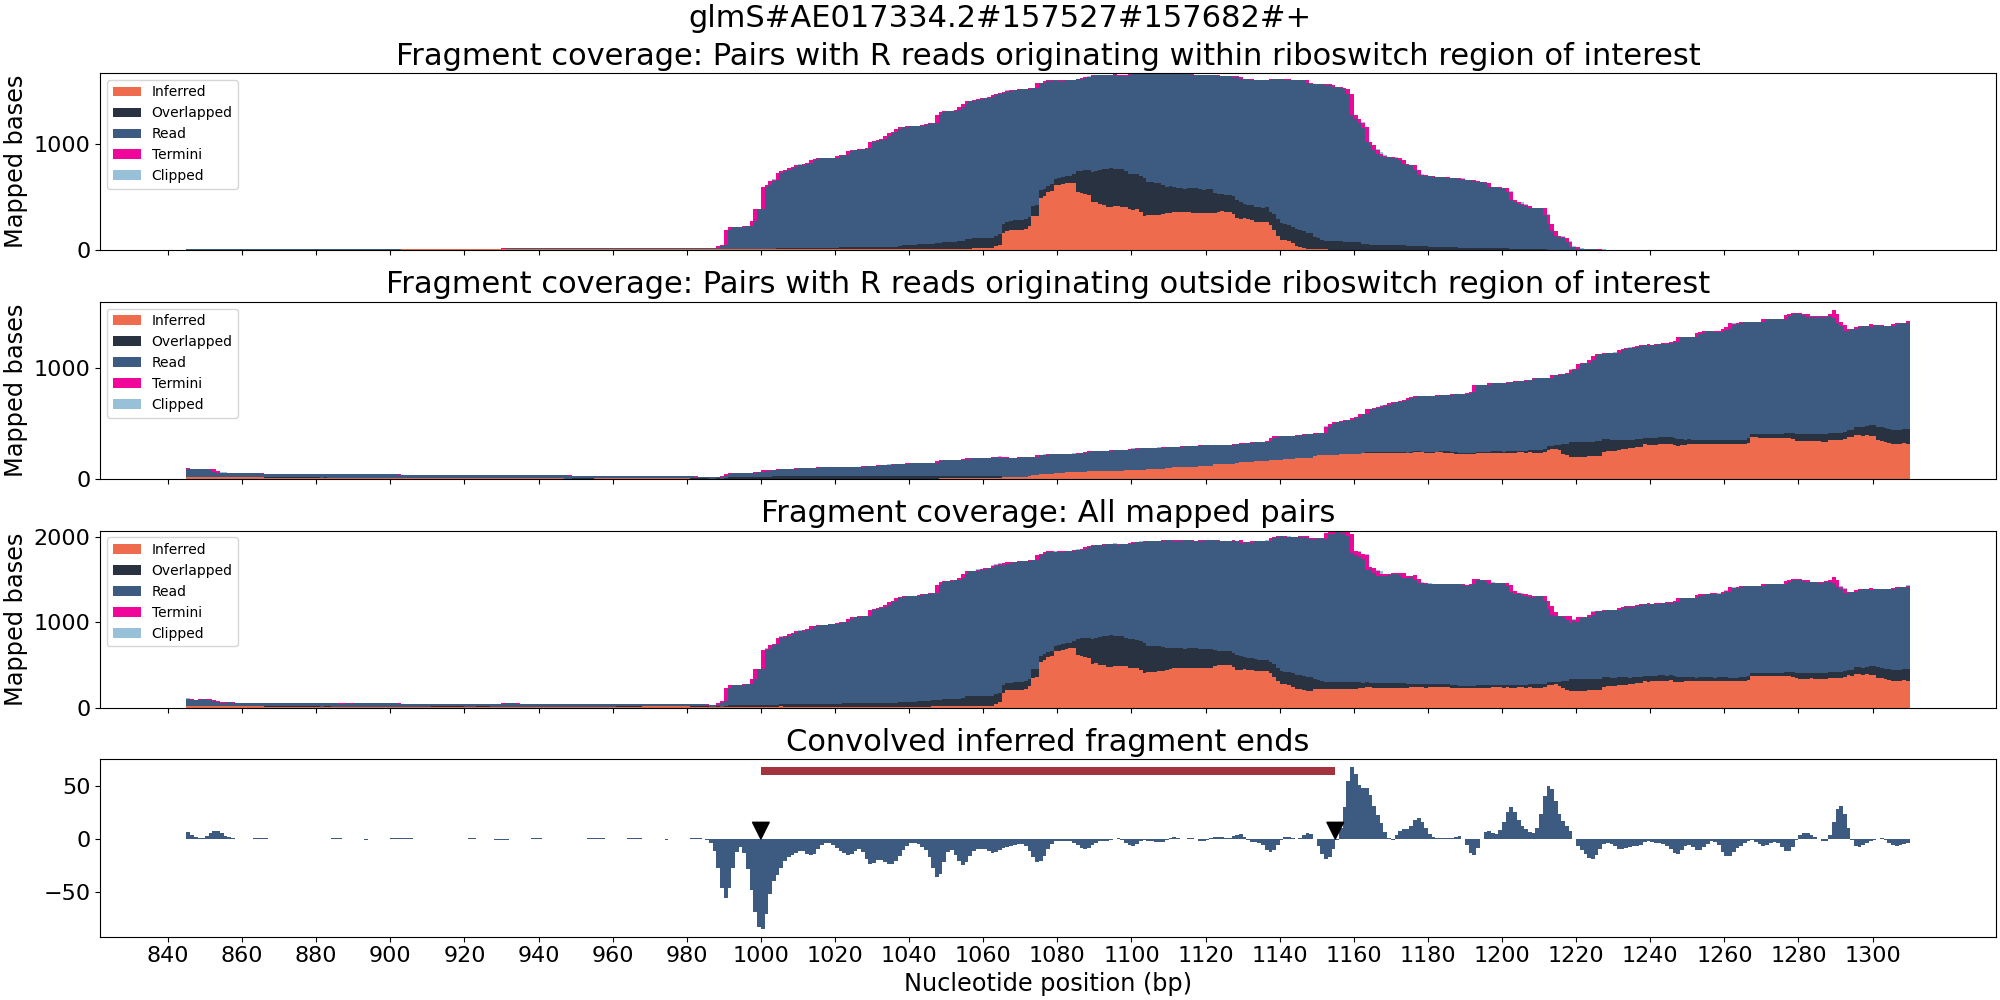 glmS#AE017334.2#157527#157682#+
Fragment coverage: Pairs with R reads originating within riboswitch region of interest
Mapped bases
1000
0
Inferred
Overlapped
Read
Termini
Clipped
Fragment coverage: Pairs with R reads originating outside riboswitch region of interest
Mapped bases
1000
0
Inferred
Overlapped
Read
Termini
Clipped
Fragment coverage: All mapped pairs
Mapped bases
2000
1000
0
Inferred
Overlapped
Read
Termini
Clipped
Convolved inferred fragment ends
50
0
−50
840 860 880 900 920 940 960 980 1000 1020 1040 1060 1080 1100 1120 1140 1160 1180 1200 1220 1240 1260 1280 1300
Nucleotide position (bp)